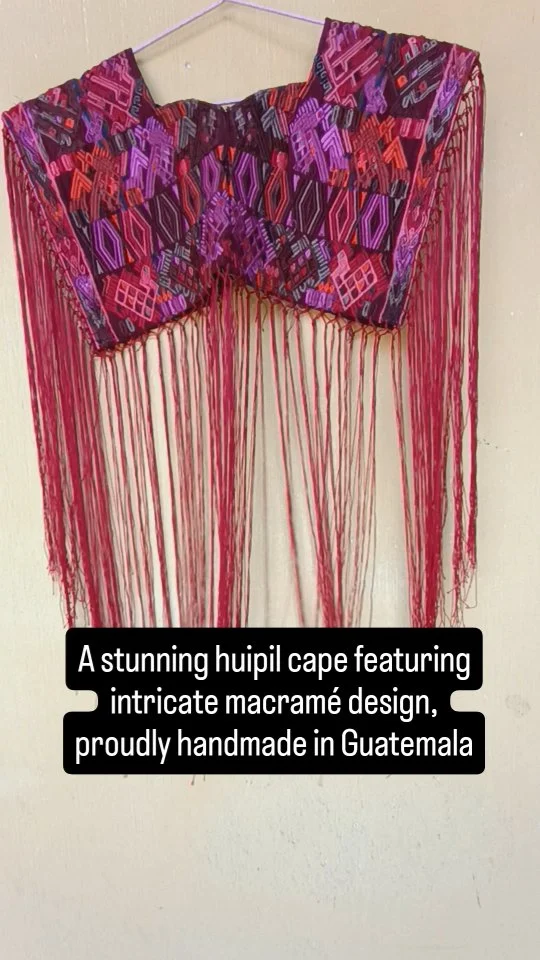 A stunning huipil cape featuring
intricate macramé design,
proudly handmade in Guatemala